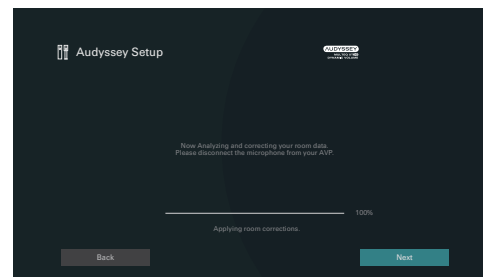 Audyssey Setup
AUDYSSEY
Now Analyzing and correcting your room data.
Please disconnect the microphone from your AVP.
100%
Applying room corrections.
Back
Next